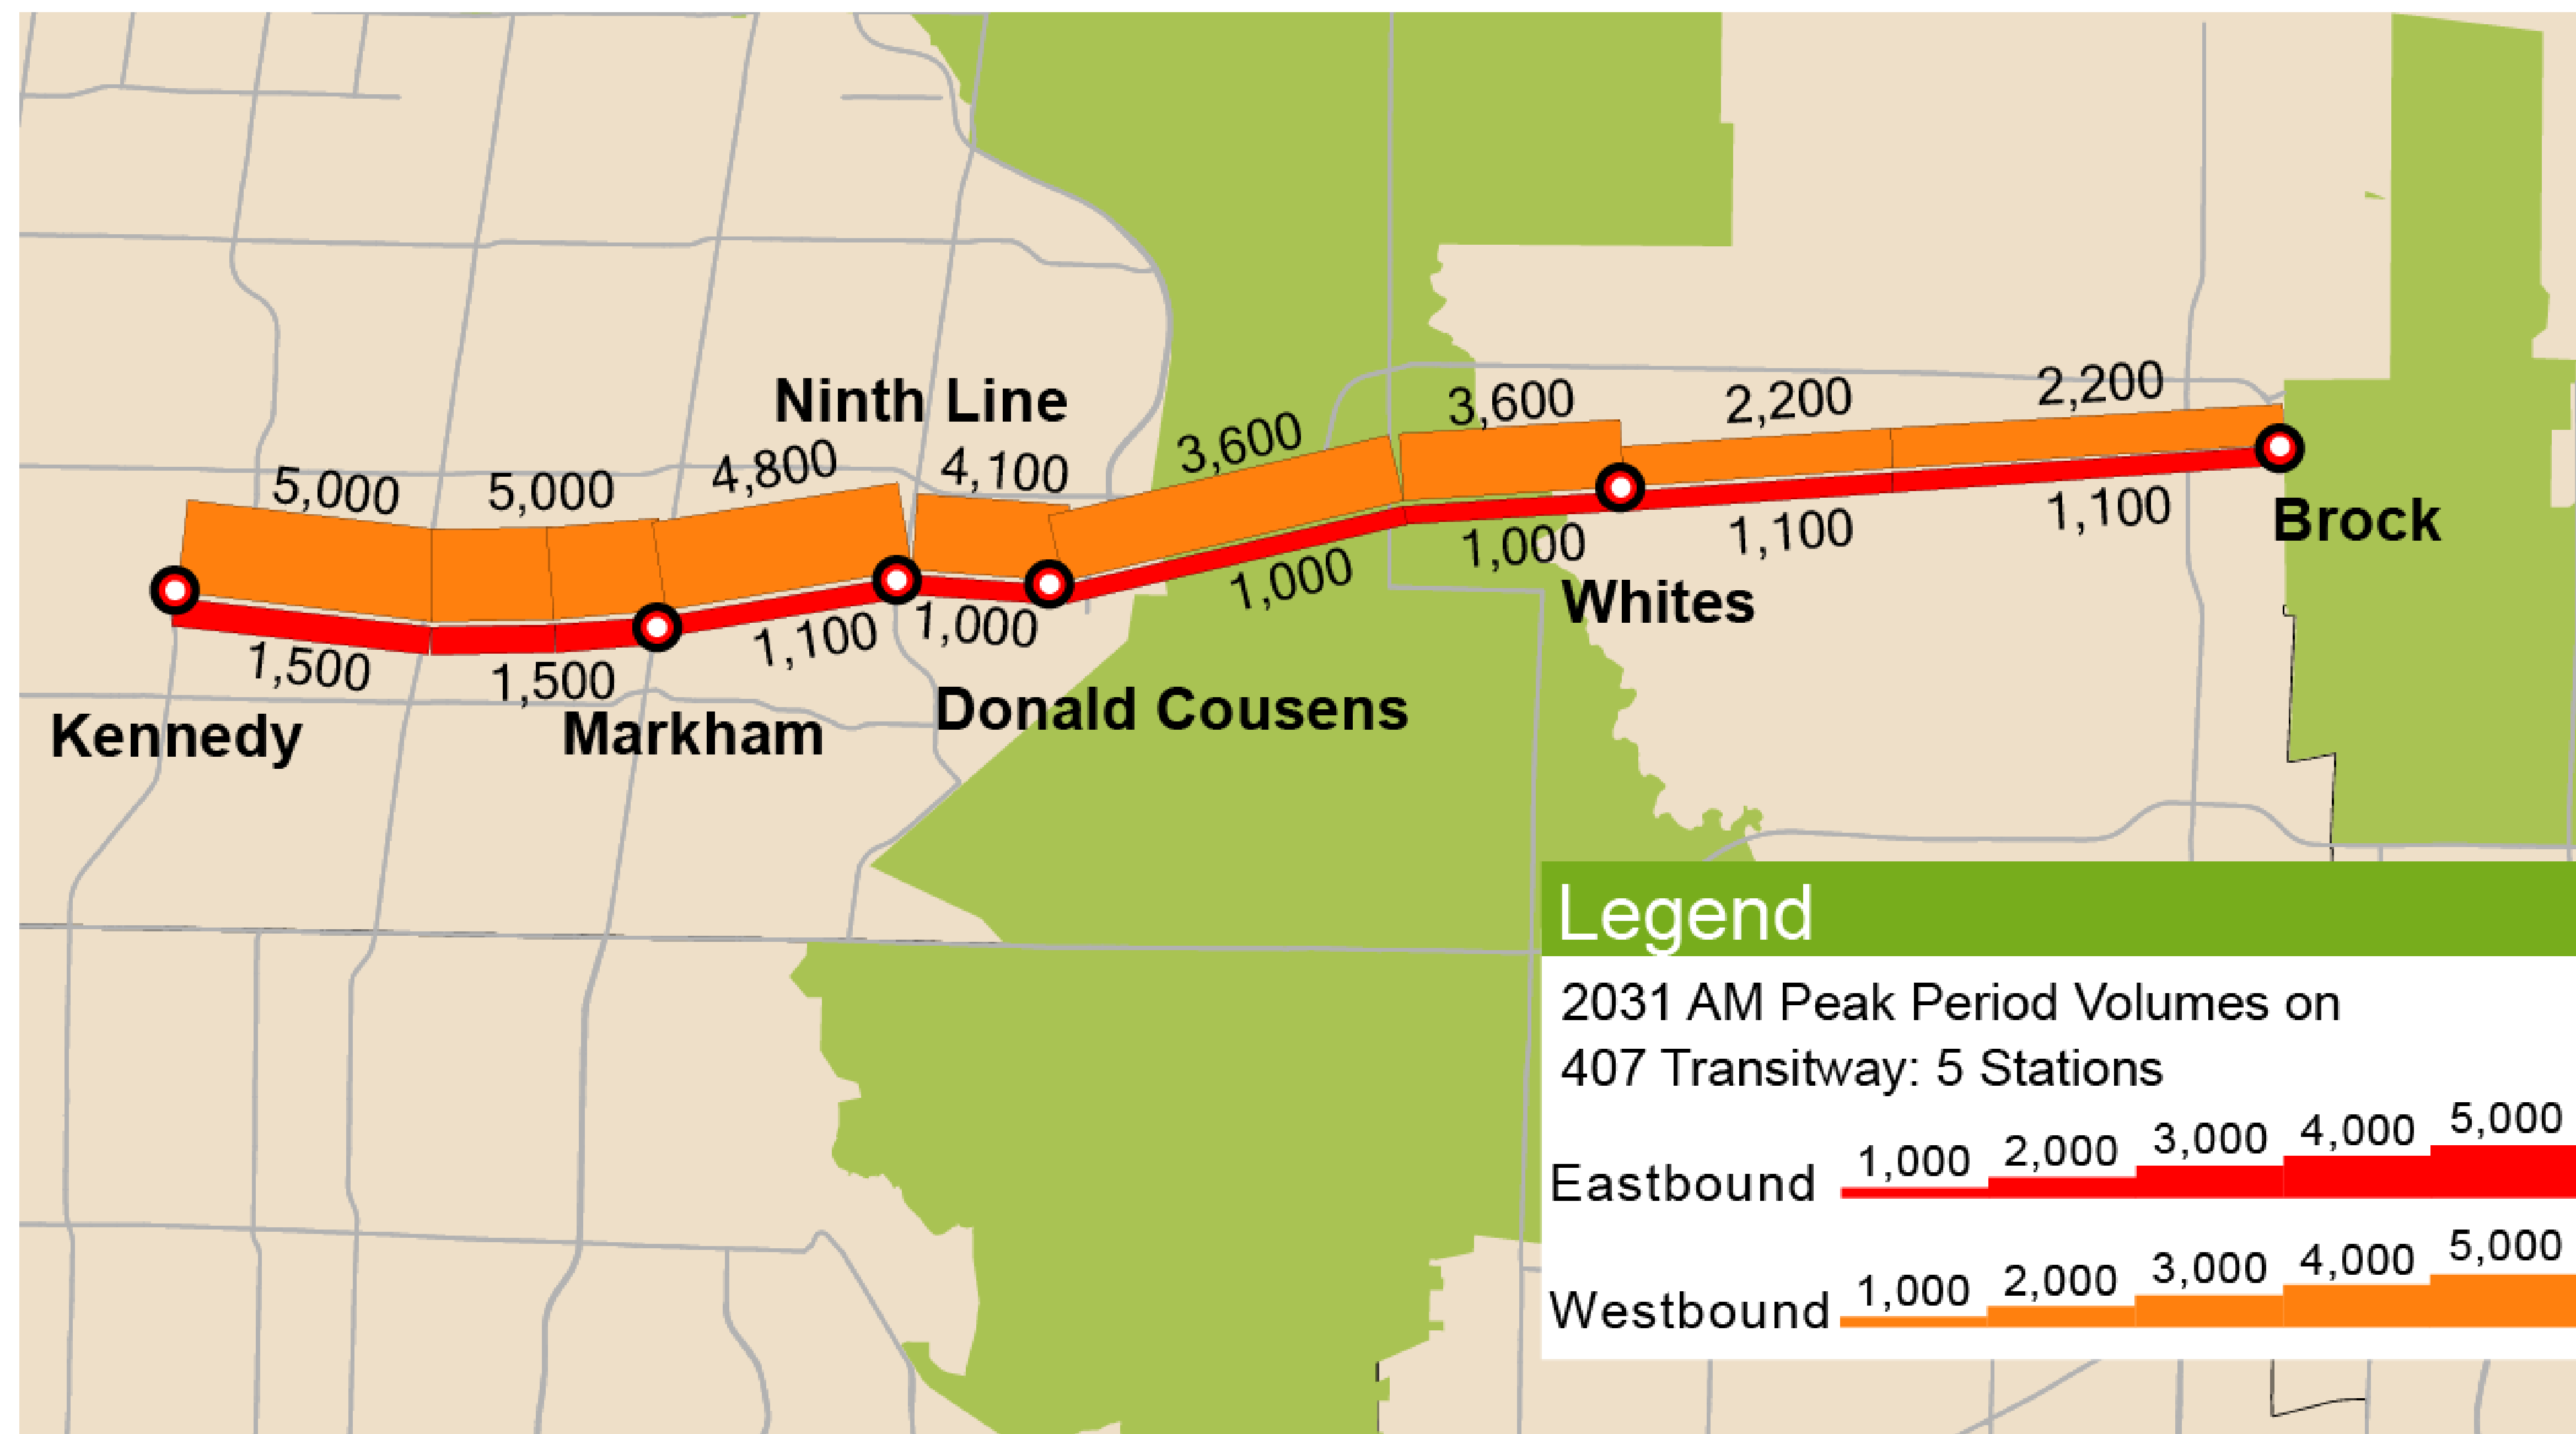 Ninth Line
5,000
5,000
4,800
4,100
3,600
3,600
2,200
2,200
1,500
1,500
1,100
1,000
1,000
1,000
1,100
1,100
Kennedy
Markham
Donald Cousens
Whites
Brock
Legend
2031 AM Peak Period Volumes on
407 Transitway: 5 Stations
Eastbound 1,000 2,000 3,000 4,000 5,000
Westbound 1,000 2,000 3,000 4,000 5,000